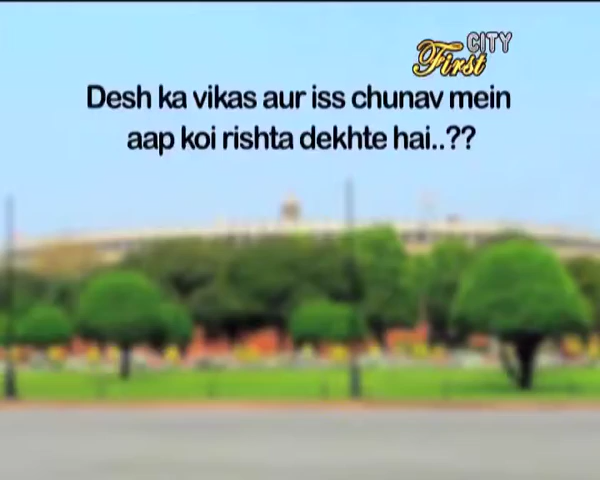 CITY
First
Desh ka vikas aur iss chunav mein
aap koi rishta dekhte hai..??